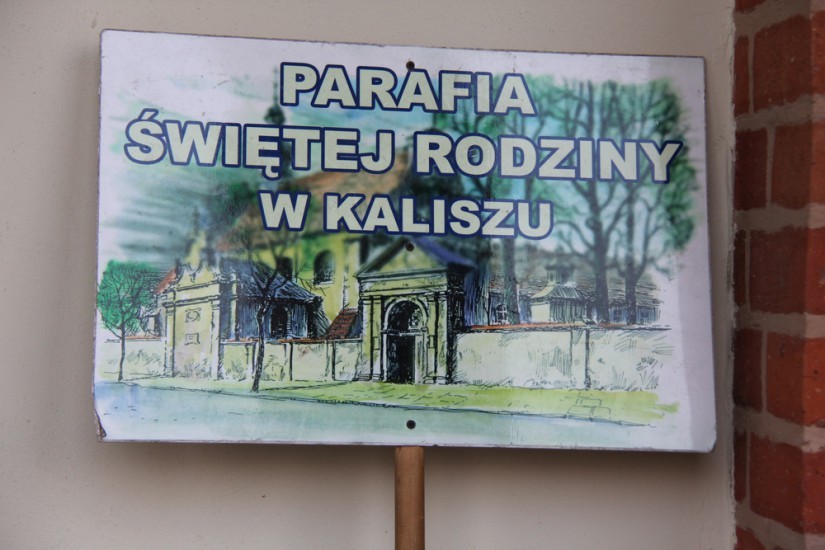 PARAFIA
ŚWIĘTEJ RODZINY
W KALISZU